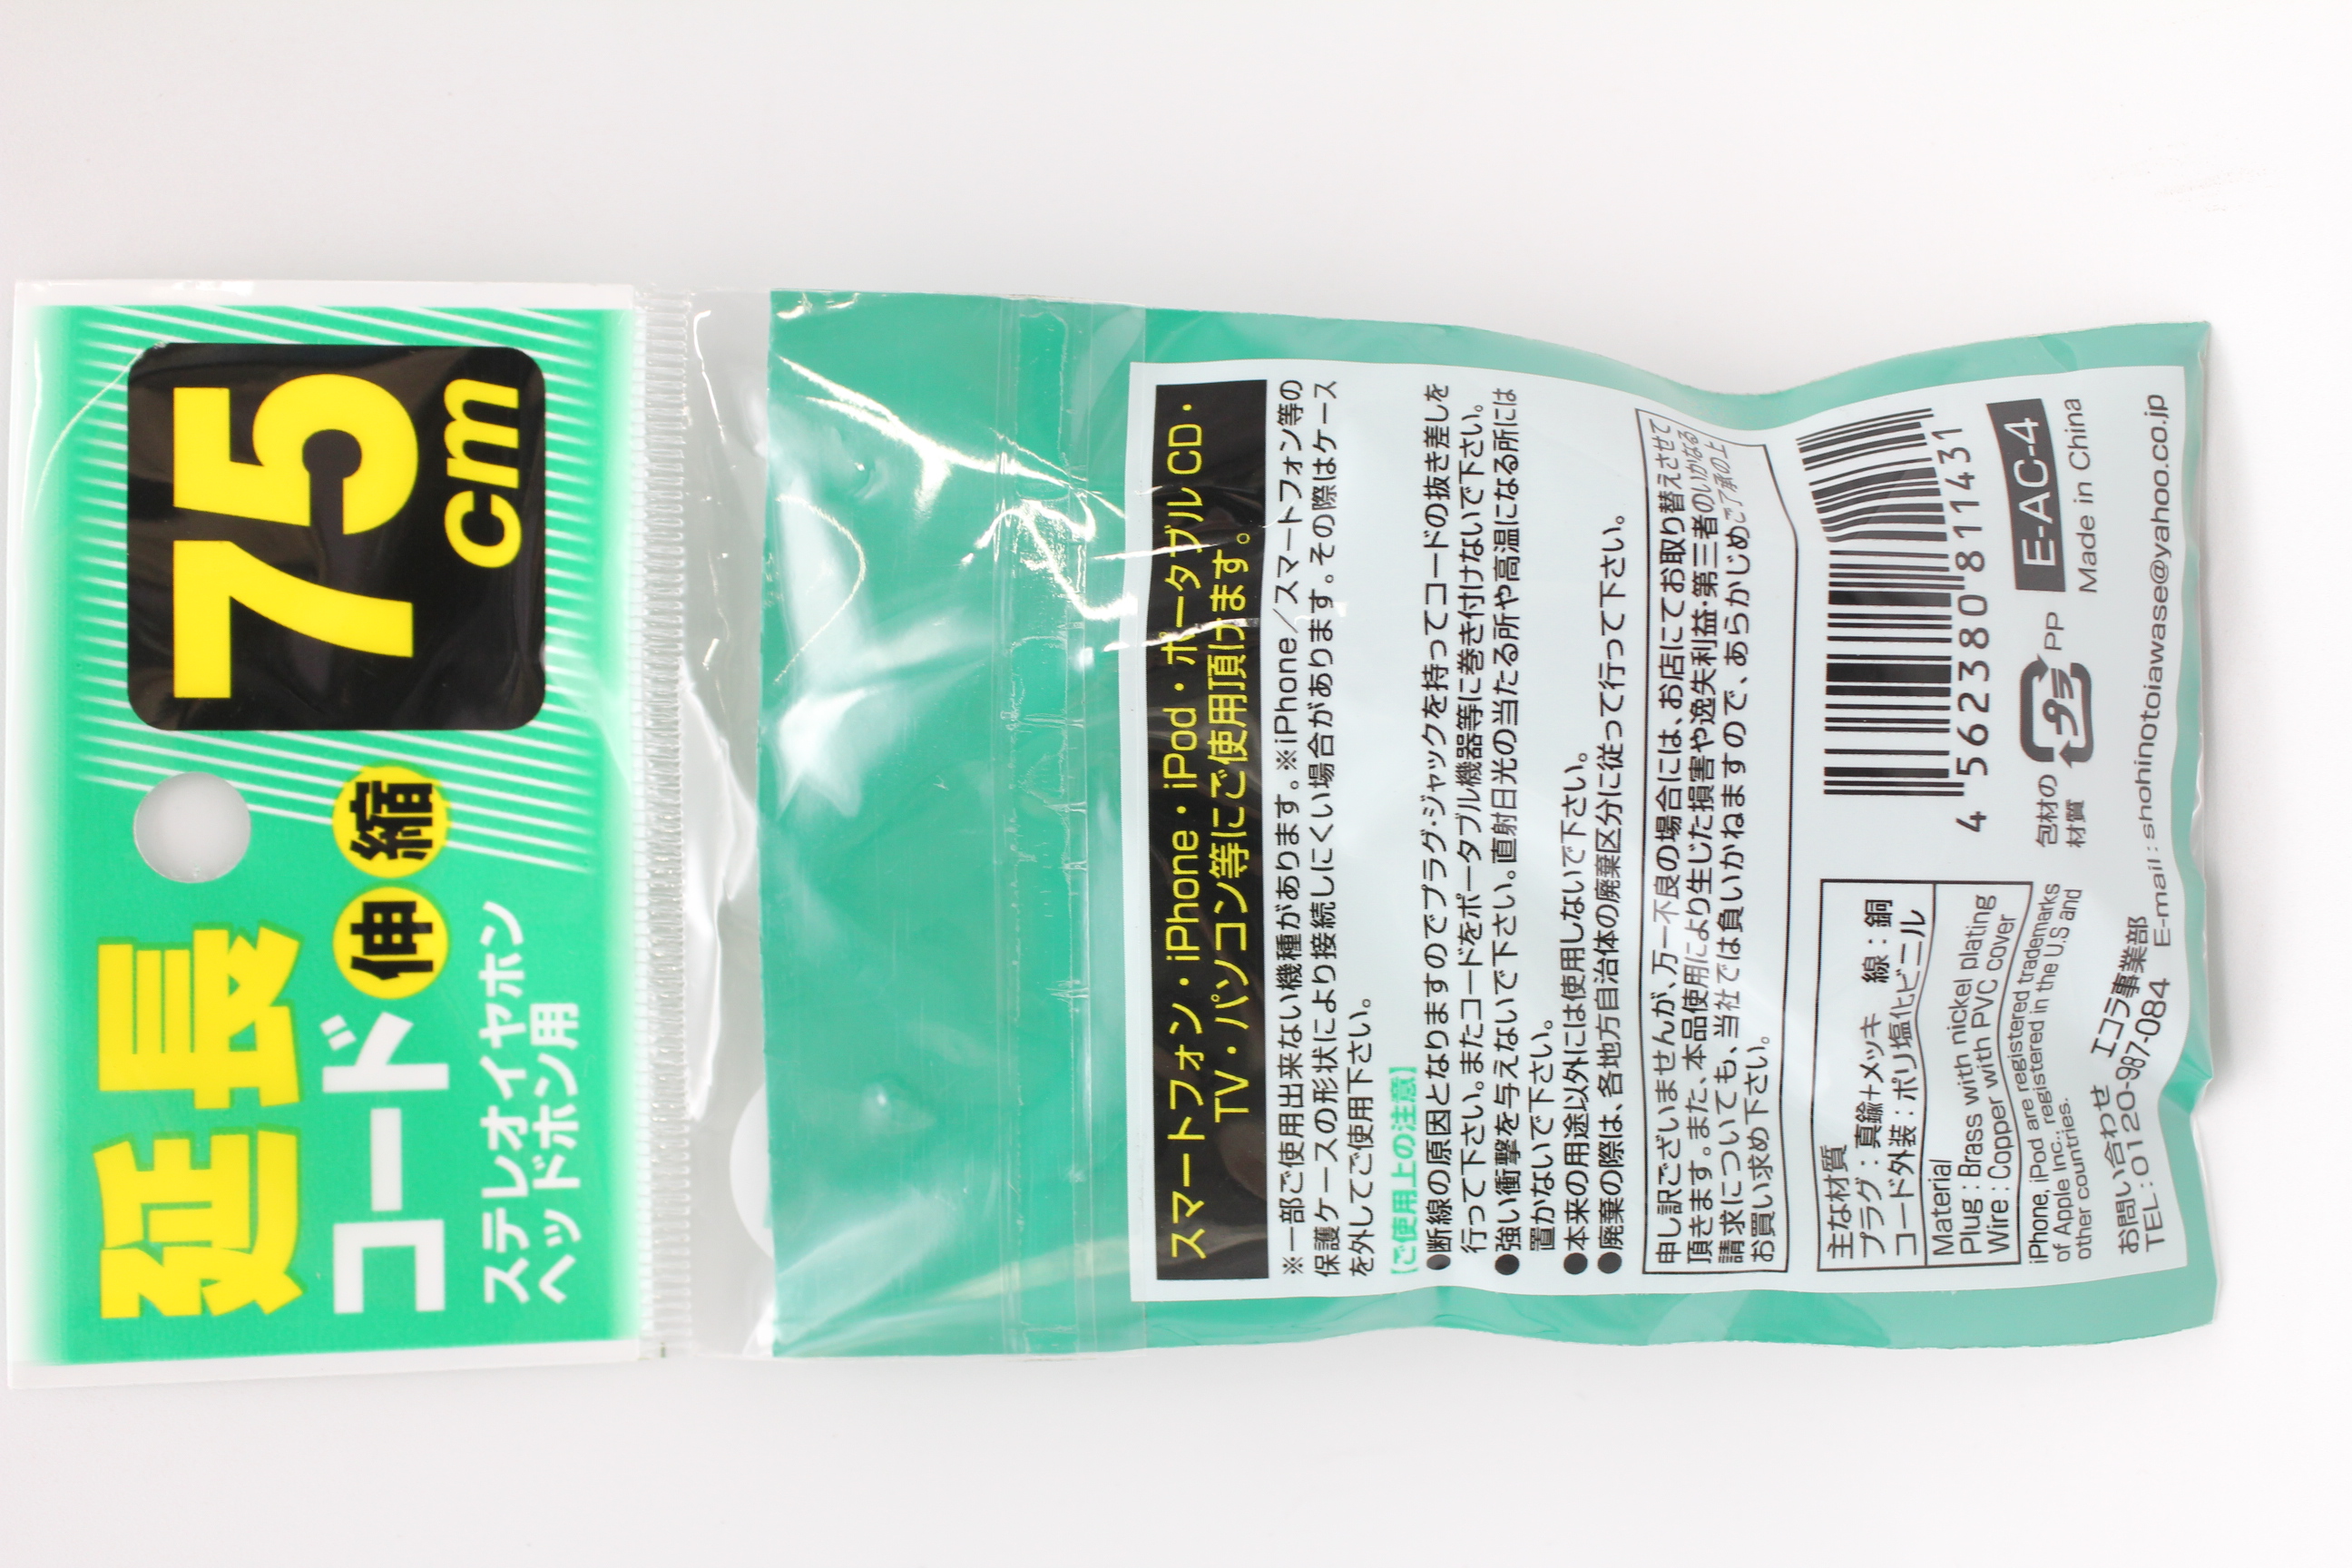 延長
コード 伸縮
ステレオイヤホン
ヘッドホン用
75
cm
スマートフォン・iPhone・iPod・ポータブルCD・
TV・パソコン等にご使用頂けます。
※一部ご使用出来ない機種があります。※iPhone／スマートフォン等の
保護ケースの形状により接続しにくい場合があります。その際はケース
を外してご使用下さい。
[ご使用上の注意]
●断線の原因となりますのでプラグ・ジャックを持ってコードの抜き差しを
行って下さい。またコードをポータブル機器等に巻き付けないで下さい。
●強い衝撃を与えないで下さい。直射日光の当たる所や高温になる所には
置かないで下さい。
●本来の用途以外には使用しないで下さい。
●廃棄の際は、各地方自治体の廃棄区分に従って行って下さい。
申し訳ございませんが、万一不良の場合には、お店にてお取り替えさせて
頂きます。また、本品使用により生じた損害や逸失利益・第三者のいかなる
請求についても、当社では負いかねますので、あらかじめご了承の上
お買い求め下さい。
主な材質
プラグ：真鍮＋メッキ 線：銅
コード外装：ポリ塩化ビニル
Material
Plug : Brass with nickel plating
Wire : Copper with PVC cover
iPhone, iPod are registered trademarks
of Apple Inc., registered in the U.S and
other countries.
4 562380 811431
包材の
材質
プラ
PP
E-AC-4
Made in China
お問い合わせ エコラ事業部
TEL：0120-987-084 E-mail：shohinotoiawase@yahoo.co.jp